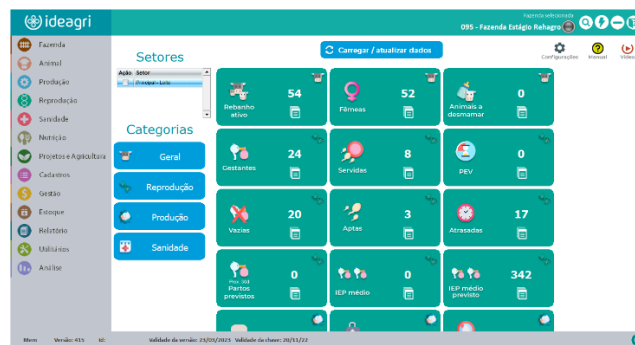 ideagri
Fazenda selecionada
095 - Fazenda Estágio Rehagro
Fazenda
Animal
Produção
Reprodução
Sanidade
Nutrição
Projetos e Agricultura
Cadastros
Gestão
Estoque
Relatório
Utilitários
Análise
Setores
Ação Setor
Categorias
Geral
Reprodução
Produção
Sanidade
Carregar / atualizar dados
Configurações
Manual
Vídeo
Rebanho ativo
54
Fêmeas
52
Animais a desmamar
0
Gestantes
24
Servidas
8
PEV
0
Vazias
20
Aptas
3
Atrasadas
17
Partos previstos
0
IEP médio
0
IEP médio previsto
342
Versão: 415
Id:
Validade da versão: 23/03/2023 Validade da chave: 20/11/22